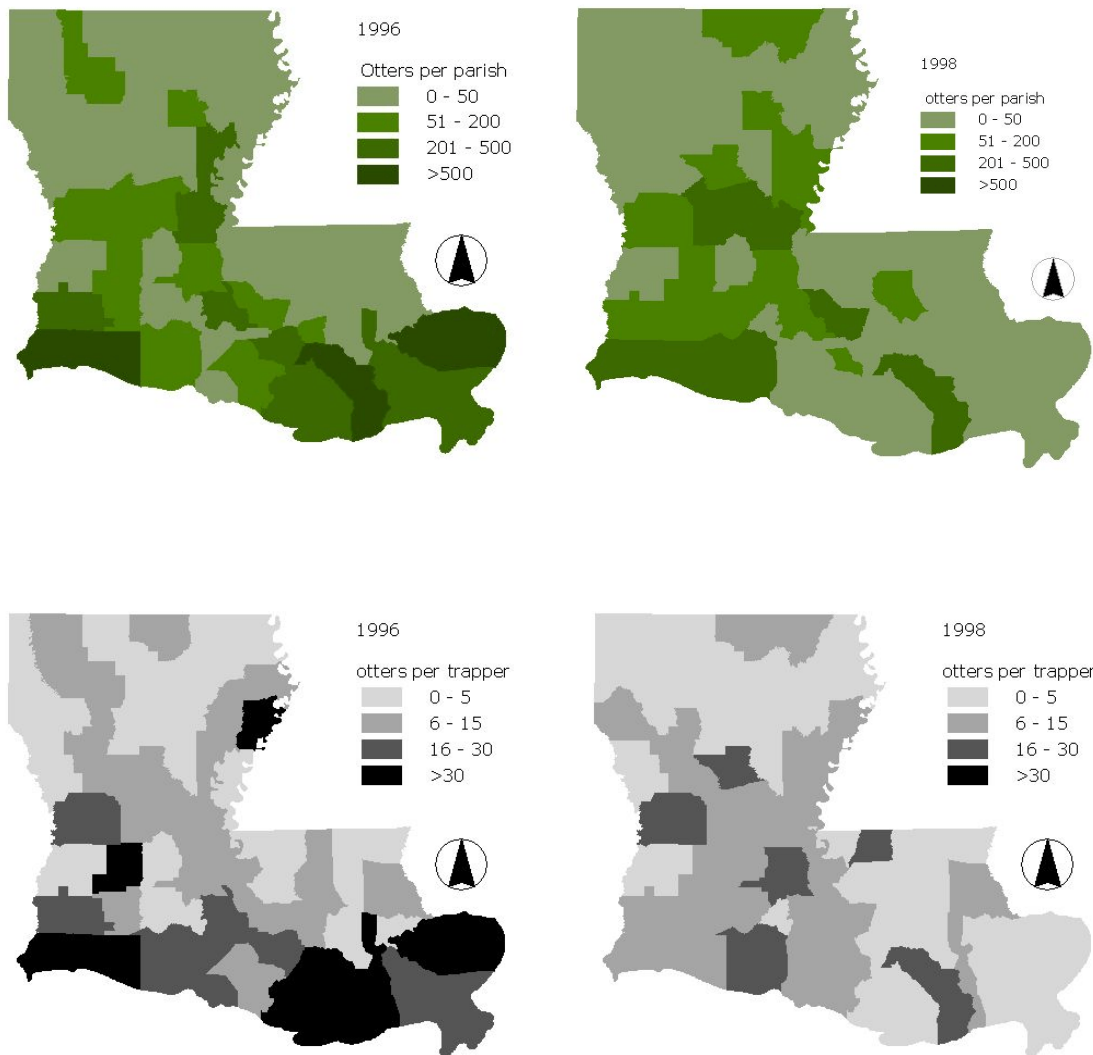 1996
Otters per parish
0 - 50
51 - 200
201 - 500
>500
1998
otters per parish
0 - 50
51 - 200
201 - 500
>500
1996
otters per trapper
0 - 5
6 - 15
16 - 30
>30
1998
otters per trapper
0 - 5
6 - 15
16 - 30
>30